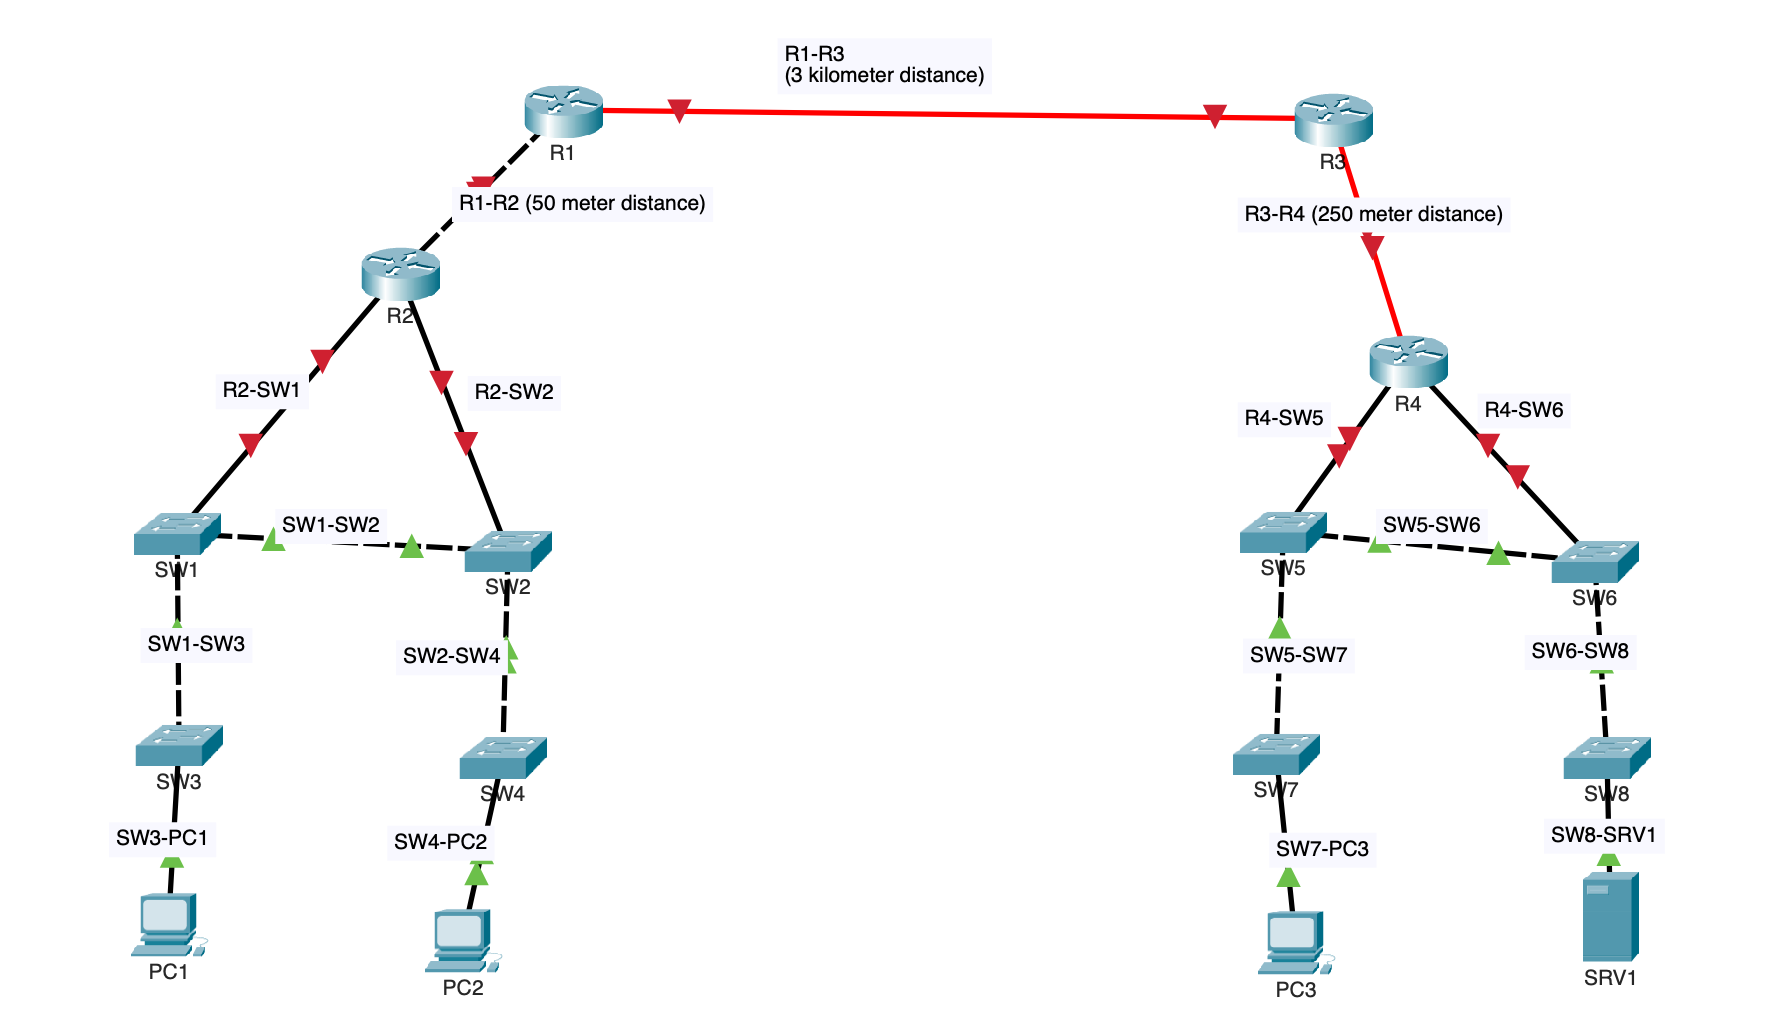 R1-R3
(3 kilometer distance)
R1
R3
R1-R2 (50 meter distance)
R3-R4 (250 meter distance)
R2
R4
R2-SW1
R2-SW2
R4-SW5
R4-SW6
SW1-SW2
SW5-SW6
SW1
SW2
SW5
SW6
SW1-SW3
SW2-SW4
SW5-SW7
SW6-SW8
SW3
SW4
SW7
SW8
SW3-PC1
SW4-PC2
SW7-PC3
SW8-SRV1
PC1
PC2
PC3
SRV1